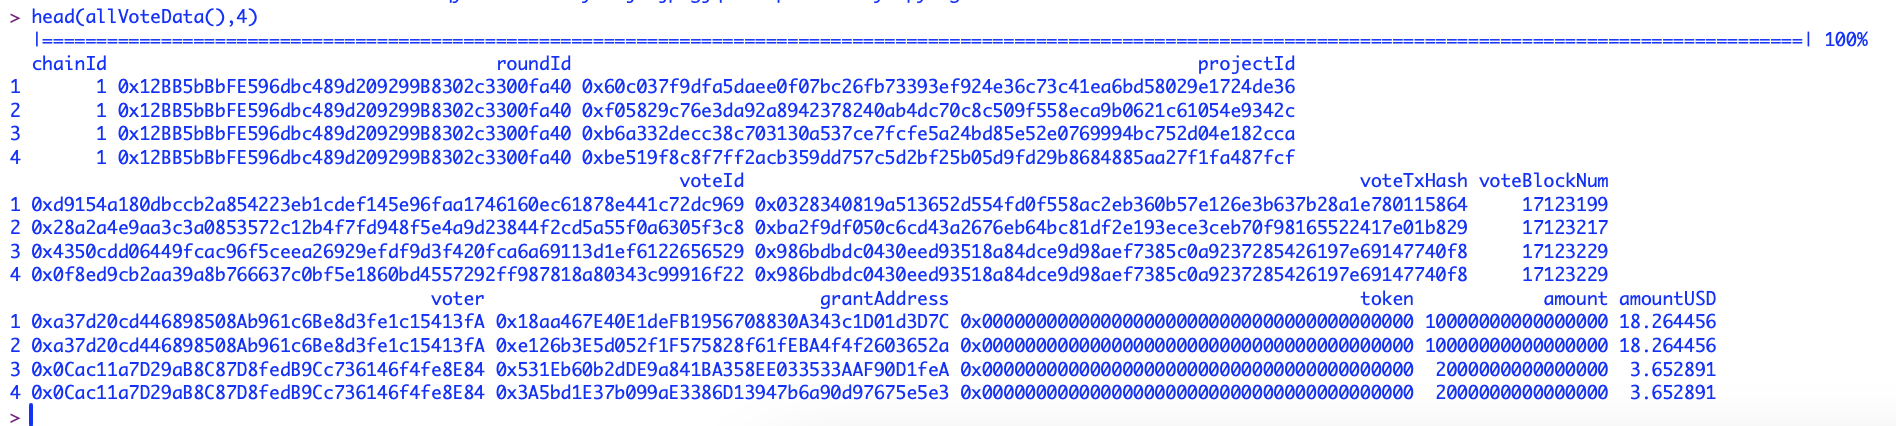 > head(allVoteData(),4)
|===================================================================================================================================================================| 100%
chainId roundId projectId
1 1 0x12BB5bBbFE596dbc489d209299B8302c3300fa40 0x60c037f9dfa5daee0f07bc26fb73393ef924e36c73c41ea6bd58029e1724de36
2 1 0x12BB5bBbFE596dbc489d209299B8302c3300fa40 0xf05829c76e3da92a8942378240ab4dc70c8c509f558eca9b0621c61054e9342c
3 1 0x12BB5bBbFE596dbc489d209299B8302c3300fa40 0xb6a332decc38c703130a537ce7fcfe5a24bd85e52e0769994bc752d04e182cca
4 1 0x12BB5bBbFE596dbc489d209299B8302c3300fa40 0xbe519f8c8f7ff2acb359dd757c5d2bf25b05d9fd29b8684885aa27f1fa487fcf
voteId voteTxHash voteBlockNum
1 0xd9154a180dbccb2a854223eb1cdef145e96faa1746160ec61878e441c72dc969 0x0328340819a513652d554fd0f558ac2eb360b57e126e3b637b28a1e780115864 17123199
2 0x28a2a4e9aa3c3a0853572c12b4f7fd948f5e4a9d23844f2cd5a55f0a6305f3c8 0xba2f9df050c6cd43a2676eb64bc81df2e193ece3ceb70f98165522417e01b829 17123217
3 0x4350cdd06449fcac96f5ceea26929efdf9d3f420fca6a69113d1ef6122656529 0x986bdbdc0430eed93518a84dce9d98aef7385c0a9237285426197e69147740f8 17123229
4 0x0f8ed9cb2aa39a8b766637c0bf5e1860bd4557292ff987818a80343c99916f22 0x986bdbdc0430eed93518a84dce9d98aef7385c0a9237285426197e69147740f8 17123229
voter grantAddress token amount amountUSD
1 0xa37d20cd446898508Ab961c6Be8d3fe1c15413fA 0x18aa467E40E1deFB1956708830A343c1D01d3D7C 0x0000000000000000000000000000000000000000 10000000000000000 18.264456
2 0xa37d20cd446898508Ab961c6Be8d3fe1c15413fA 0xe126b3E5d052f1F575828f61fEBA4f4f2603652a 0x0000000000000000000000000000000000000000 10000000000000000 18.264456
3 0x0Cac11a7D29aB8C87D8fedB9Cc736146f4fe8E84 0x531Eb60b2dDE9a841BA358EE033533AAF90D1feA 0x0000000000000000000000000000000000000000 2000000000000000 3.652891
4 0x0Cac11a7D29aB8C87D8fedB9Cc736146f4fe8E84 0x3A5bd1E37b099aE3386D13947b6a90d97675e5e3 0x0000000000000000000000000000000000000000 2000000000000000 3.652891
>